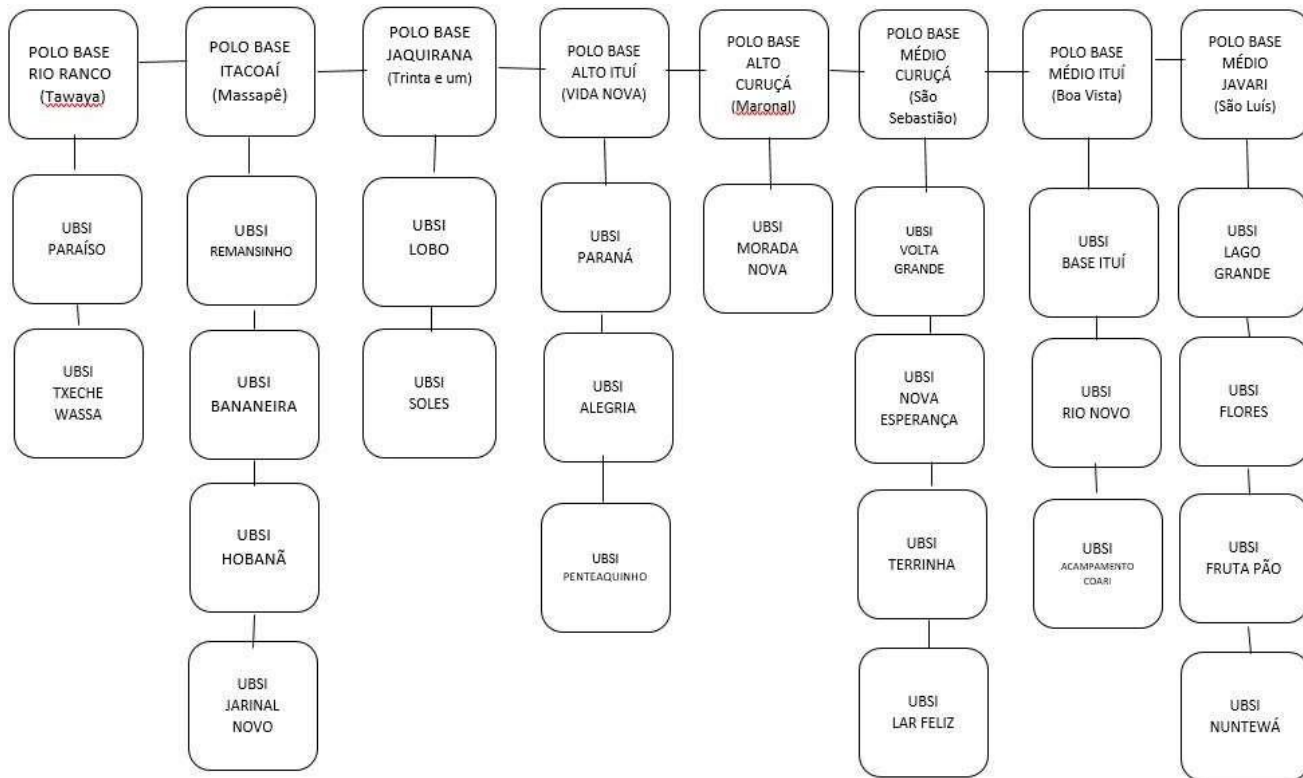 POLO BASE
RIO RANCO
(Tawaya)
POLO BASE
ITACOAÍ
(Massapê)
POLO BASE
JAQUIRANA
(Trinta e um)
POLO BASE
ALTO ITUÍ
(VIDA NOVA)
POLO BASE
ALTO
CURUÇÁ
(Maronal)
POLO BASE
MÉDIO
CURUÇÁ
(São
Sebastião)
POLO BASE
MÉDIO ITUÍ
(Boa Vista)
POLO BASE
MÉDIO
JAVARI
(São Luís)
UBSI
PARAÍSO
UBSI
REMANSINHO
UBSI
LOBO
UBSI
PARANÁ
UBSI
MORADA
NOVA
UBSI
VOLTA
GRANDE
UBSI
BASE ITUÍ
UBSI
LAGO
GRANDE
UBSI
TXECHE
WASSA
UBSI
BANANEIRA
UBSI
SOLES
UBSI
ALEGRIA
UBSI
NOVA
ESPERANÇA
UBSI
RIO NOVO
UBSI
FLORES
UBSI
HOBANÃ
UBSI
PENTEAQUINHO
UBSI
TERRINHA
UBSI
ACAMPAMENTO
COARI
UBSI
FRUTA PÃO
UBSI
JARINAL
NOVO
UBSI
LAR FELIZ
UBSI
NUNTEWÁ